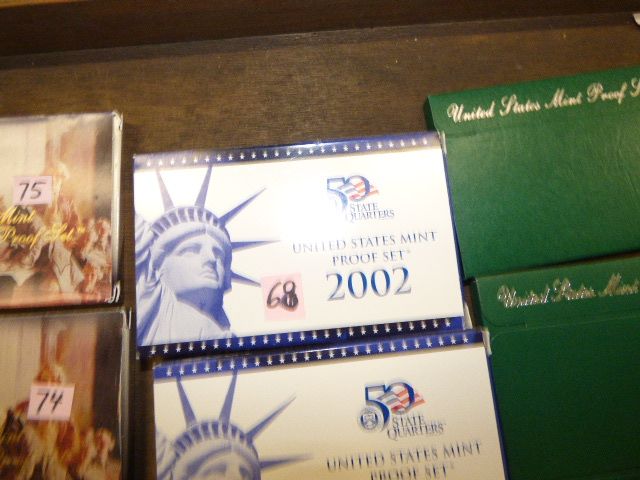 75
Mint
Proof Set™
74
50
STATE
QUARTERS
UNITED STATES MINT
PROOF SET®
2002
68
50
STATE
QUARTERS
UNITED STATES MINT
PROOF SET
United States Mint Proof S
United States Mint